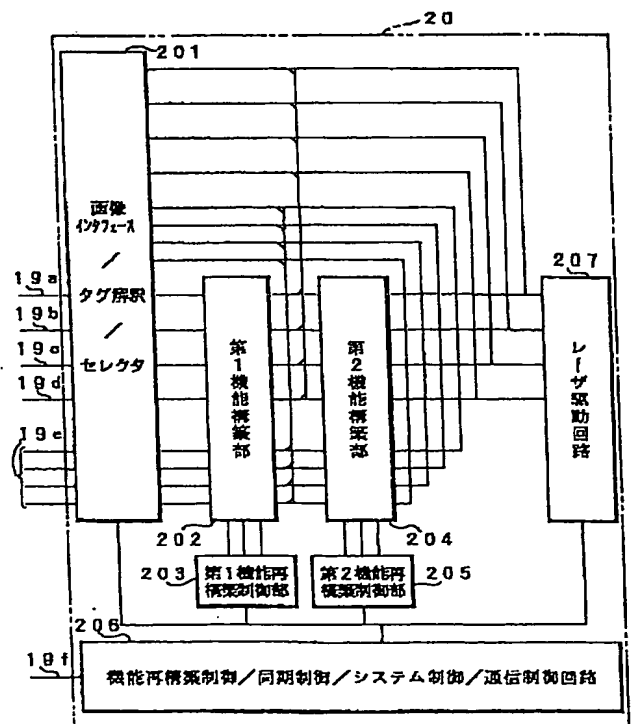 20
201
画像
インタフェース
/
タグ解釈
/
セレクタ
19a
19b
19c
19d
19e
第1機能構築部
第2機能構築部
207
レーザ駆動回路
202
204
203
第1機能再
構築制御部
第2機能再
構築制御部
205
206
19f
機能再構築制御/同期制御/システム制御/通信制御回路